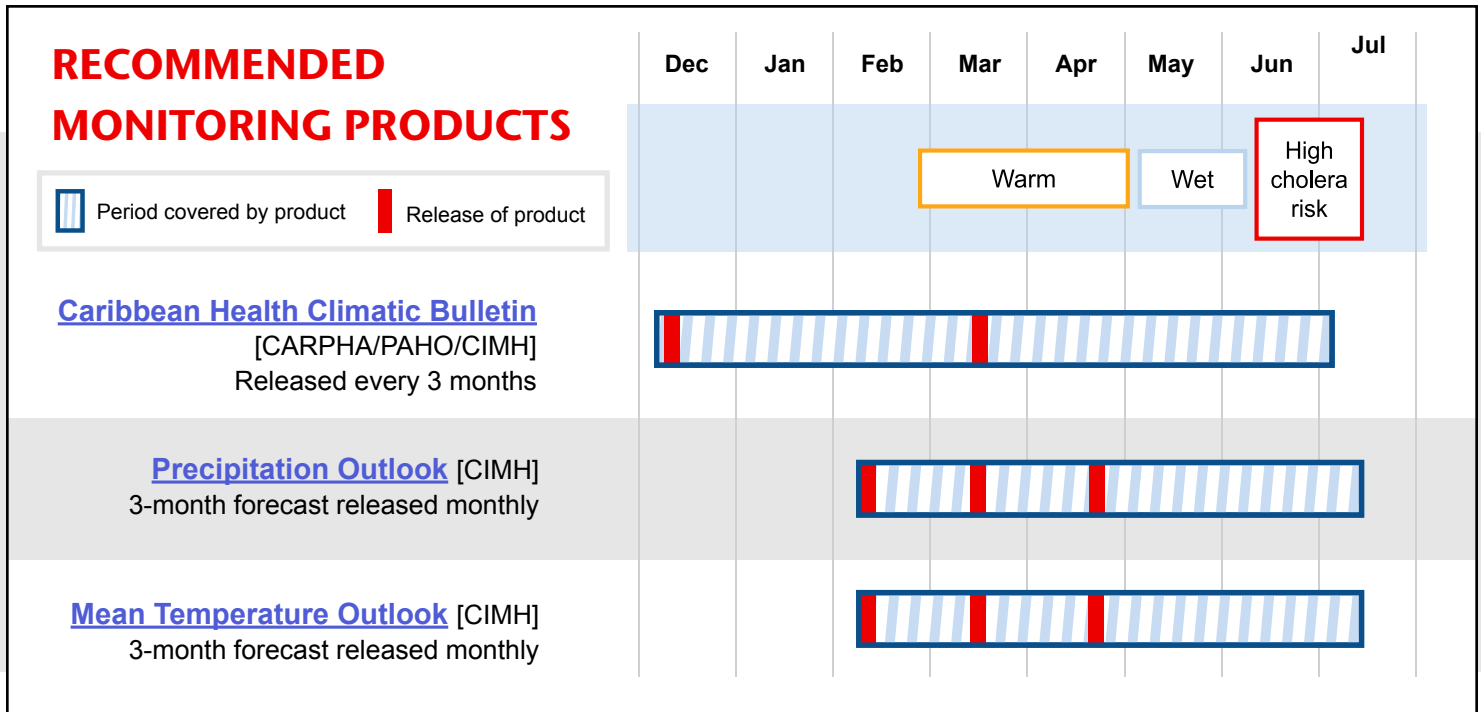 RECOMMENDED
MONITORING PRODUCTS
Period covered by product
Release of product
Dec Jan Feb Mar Apr May Jun Jul
Warm
Wet
High
cholera
risk
Caribbean Health Climatic Bulletin
[CARPHA/PAHO/CIMH]
Released every 3 months
Precipitation Outlook [CIMH]
3-month forecast released monthly
Mean Temperature Outlook [CIMH]
3-month forecast released monthly